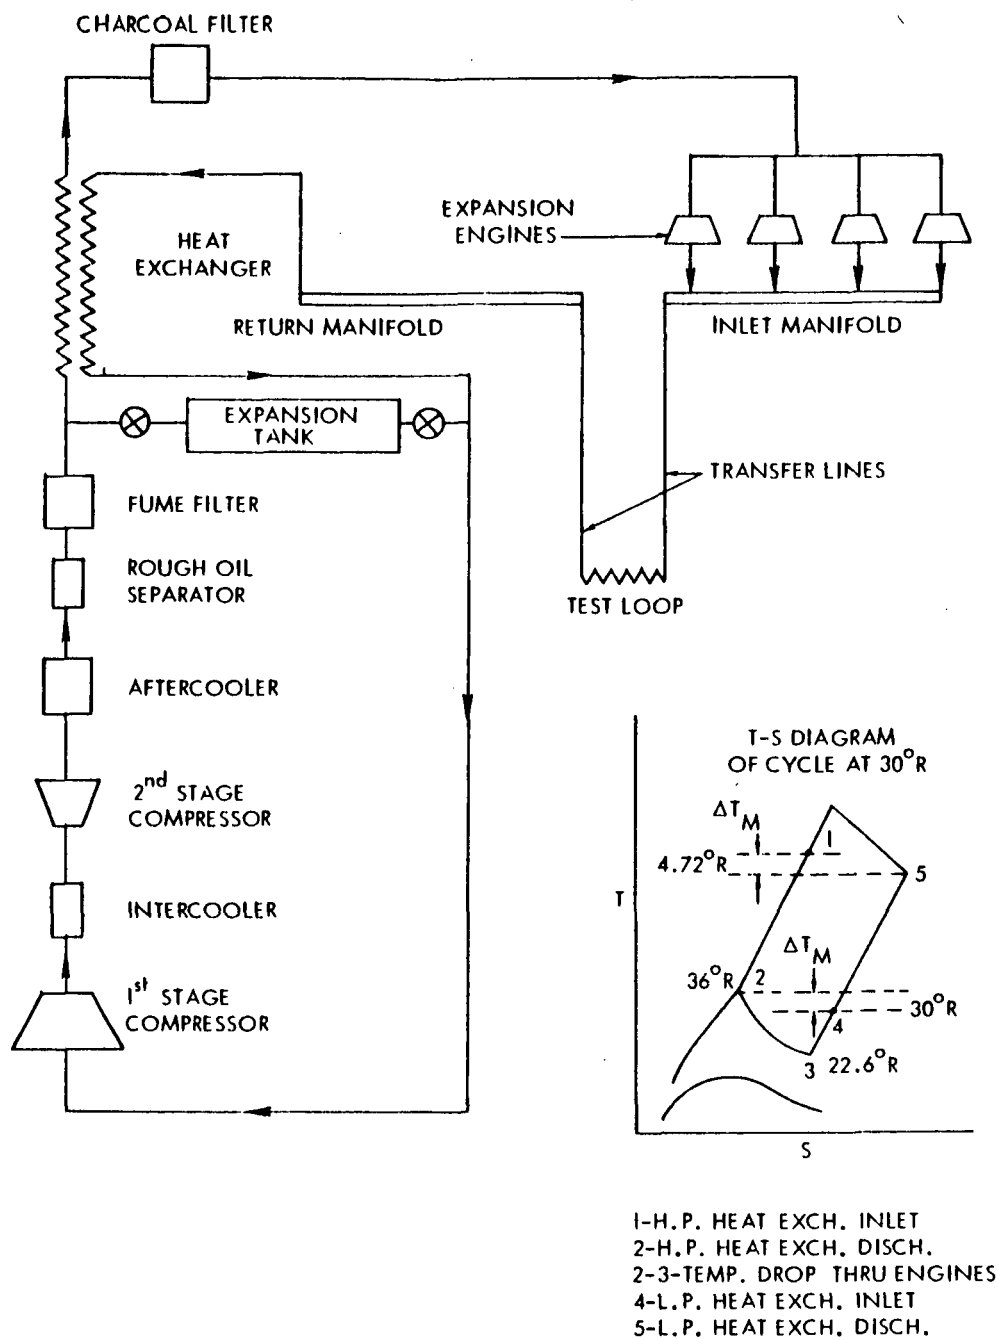 CHARCOAL FILTER
EXPANSION
ENGINES
HEAT
EXCHANGER
RETURN MANIFOLD
INLET MANIFOLD
EXPANSION
TANK
TRANSFER LINES
FUME FILTER
ROUGH OIL
SEPARATOR
TEST LOOP
AFTERCOOLER
2nd STAGE
COMPRESSOR
INTERCOOLER
1st STAGE
COMPRESSOR
T-S DIAGRAM
OF CYCLE AT 30°R
ΔTM
1
4.72°R
5
T
ΔTM
36°R 2
30°R
4
3 22.6°R
S
1-H.P. HEAT EXCH. INLET
2-H.P. HEAT EXCH. DISCH.
2-3-TEMP. DROP THRU ENGINES
4-L.P. HEAT EXCH. INLET
5-L.P. HEAT EXCH. DISCH.